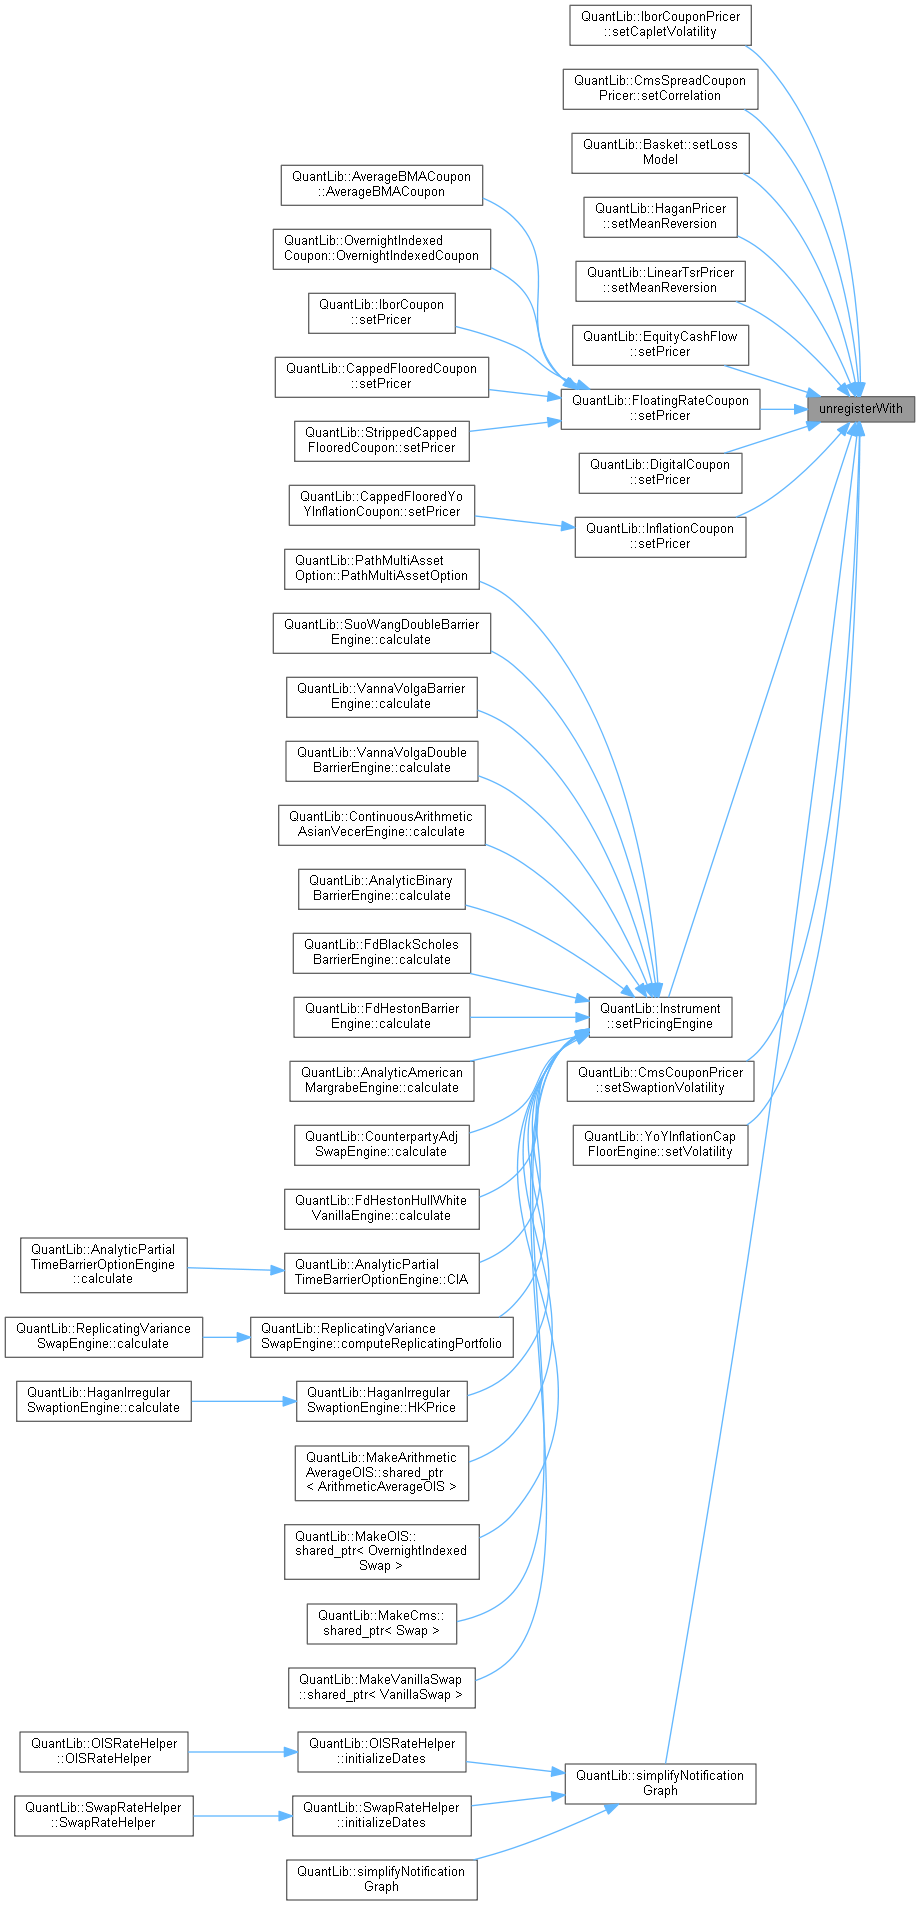 QuantLib::IborCouponPricer
::setCapletVolatility
QuantLib::CmsSpreadCoupon
Pricer::setCorrelation
QuantLib::Basket::setLoss
Model
QuantLib::HaganPricer
::setMeanReversion
QuantLib::LinearTsrPricer
::setMeanReversion
QuantLib::EquityCashFlow
::setPricer
QuantLib::FloatingRateCoupon
::setPricer
QuantLib::DigitalCoupon
::setPricer
QuantLib::InflationCoupon
::setPricer
unregisterWith
QuantLib::AverageBMACoupon
::AverageBMACoupon
QuantLib::OvernightIndexed
Coupon::OvernightIndexedCoupon
QuantLib::IborCoupon
::setPricer
QuantLib::CappedFlooredCoupon
::setPricer
QuantLib::StrippedCapped
FlooredCoupon::setPricer
QuantLib::CappedFlooredYo
YInflationCoupon::setPricer
QuantLib::PathMultiAsset
Option::PathMultiAssetOption
QuantLib::SuoWangDoubleBarrier
Engine::calculate
QuantLib::VannaVolgaBarrier
Engine::calculate
QuantLib::VannaVolgaDouble
BarrierEngine::calculate
QuantLib::ContinuousArithmetic
AsianVecerEngine::calculate
QuantLib::AnalyticBinary
BarrierEngine::calculate
QuantLib::FdBlackScholes
BarrierEngine::calculate
QuantLib::FdHestonBarrier
Engine::calculate
QuantLib::Instrument
::setPricingEngine
QuantLib::AnalyticAmerican
MargrabeEngine::calculate
QuantLib::CmsCouponPricer
::setSwaptionVolatility
QuantLib::CounterpartyAdj
SwapEngine::calculate
QuantLib::YoYInflationCap
FloorEngine::setVolatility
QuantLib::FdHestonHullWhite
VanillaEngine::calculate
QuantLib::AnalyticPartial
TimeBarrierOptionEngine
::calculate
QuantLib::AnalyticPartial
TimeBarrierOptionEngine::CIA
QuantLib::ReplicatingVariance
SwapEngine::calculate
QuantLib::ReplicatingVariance
SwapEngine::computeReplicatingPortfolio
QuantLib::HaganIrregular
SwaptionEngine::calculate
QuantLib::HaganIrregular
SwaptionEngine::HKPrice
QuantLib::MakeArithmetic
AverageOIS::shared_ptr
< ArithmeticAverageOIS >
QuantLib::MakeOIS::
shared_ptr< OvernightIndexed
Swap >
QuantLib::MakeCms::
shared_ptr< Swap >
QuantLib::MakeVanillaSwap
::shared_ptr< VanillaSwap >
QuantLib::OISRateHelper
::OISRateHelper
QuantLib::OISRateHelper
::initializeDates
QuantLib::simplifyNotification
Graph
QuantLib::SwapRateHelper
::SwapRateHelper
QuantLib::SwapRateHelper
::initializeDates
QuantLib::simplifyNotification
Graph